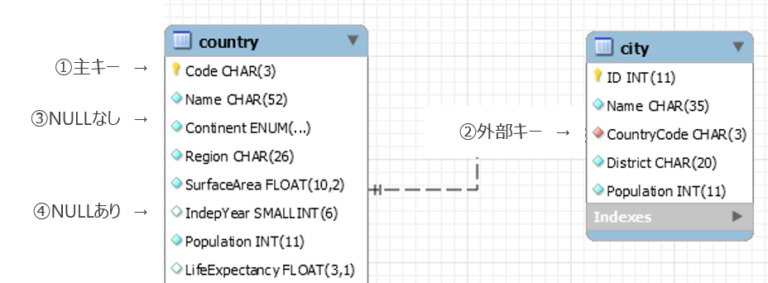 country
①主キー →
Code CHAR(3)
Name CHAR(52)
③NULLなし →
Continent ENUM(...)
Region CHAR(26)
SurfaceArea FLOAT(10,2)
④NULLあり →
IndepYear SMALLINT(6)
Population INT(11)
LifeExpectancy FLOAT(3,1)
city
ID INT(11)
Name CHAR(35)
②外部キー →
CountryCode CHAR(3)
District CHAR(20)
Population INT(11)
Indexes